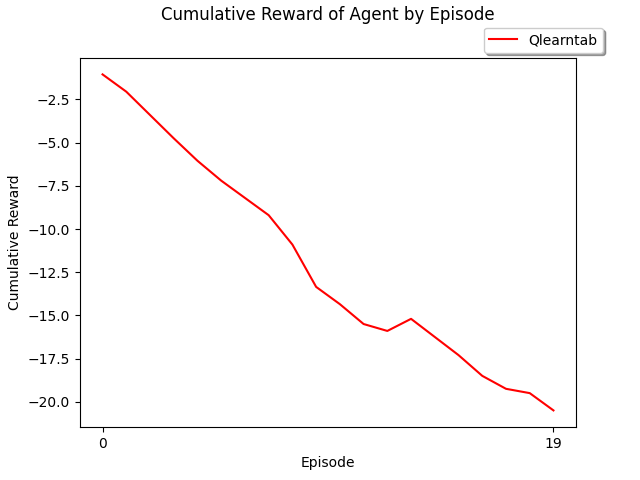 Cumulative Reward of Agent by Episode
Qlearntab
−2.5
−5.0
−7.5
−10.0
−12.5
−15.0
−17.5
−20.0
Cumulative Reward
0
19
Episode